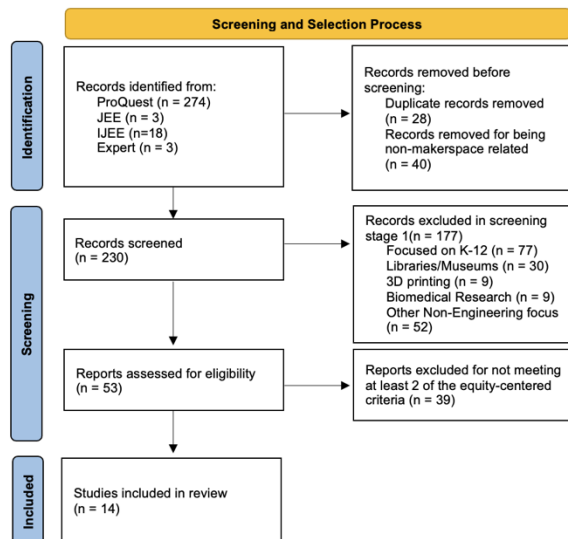 Screening and Selection Process
Identification
Records identified from:
ProQuest (n = 274)
JEE (n = 3)
IJEE (n=18)
Expert (n = 3)
Records removed before
screening:
Duplicate records removed
(n = 28)
Records removed for being
non-makerspace related
(n = 40)
Screening
Records screened
(n = 230)
Records excluded in screening
stage 1(n = 177)
Focused on K-12 (n = 77)
Libraries/Museums (n = 30)
3D printing (n = 9)
Biomedical Research (n = 9)
Other Non-Engineering focus
(n = 52)
Reports assessed for eligibility
(n = 53)
Reports excluded for not meeting
at least 2 of the equity-centered
criteria (n = 39)
Included
Studies included in review
(n = 14)